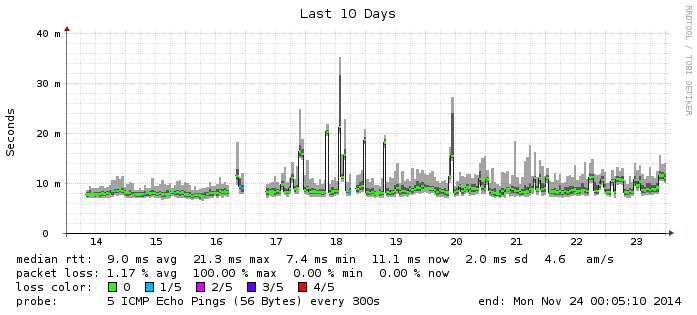 Last 10 Days
RRDTOOL / TOBI OETIKER
Seconds
40 m
30 m
20 m
10 m
0
14 15 16 17 18 19 20 21 22 23
median rtt: 9.0 ms avg 21.3 ms max 7.4 ms min 11.1 ms now 2.0 ms sd 4.6 am/s
packet loss: 1.17 % avg 100.00 % max 0.00 % min 0.00 % now
loss color: 0 1/5 2/5 3/5 4/5
probe: 5 ICMP Echo Pings (56 Bytes) every 300s end: Mon Nov 24 00:05:10 2014